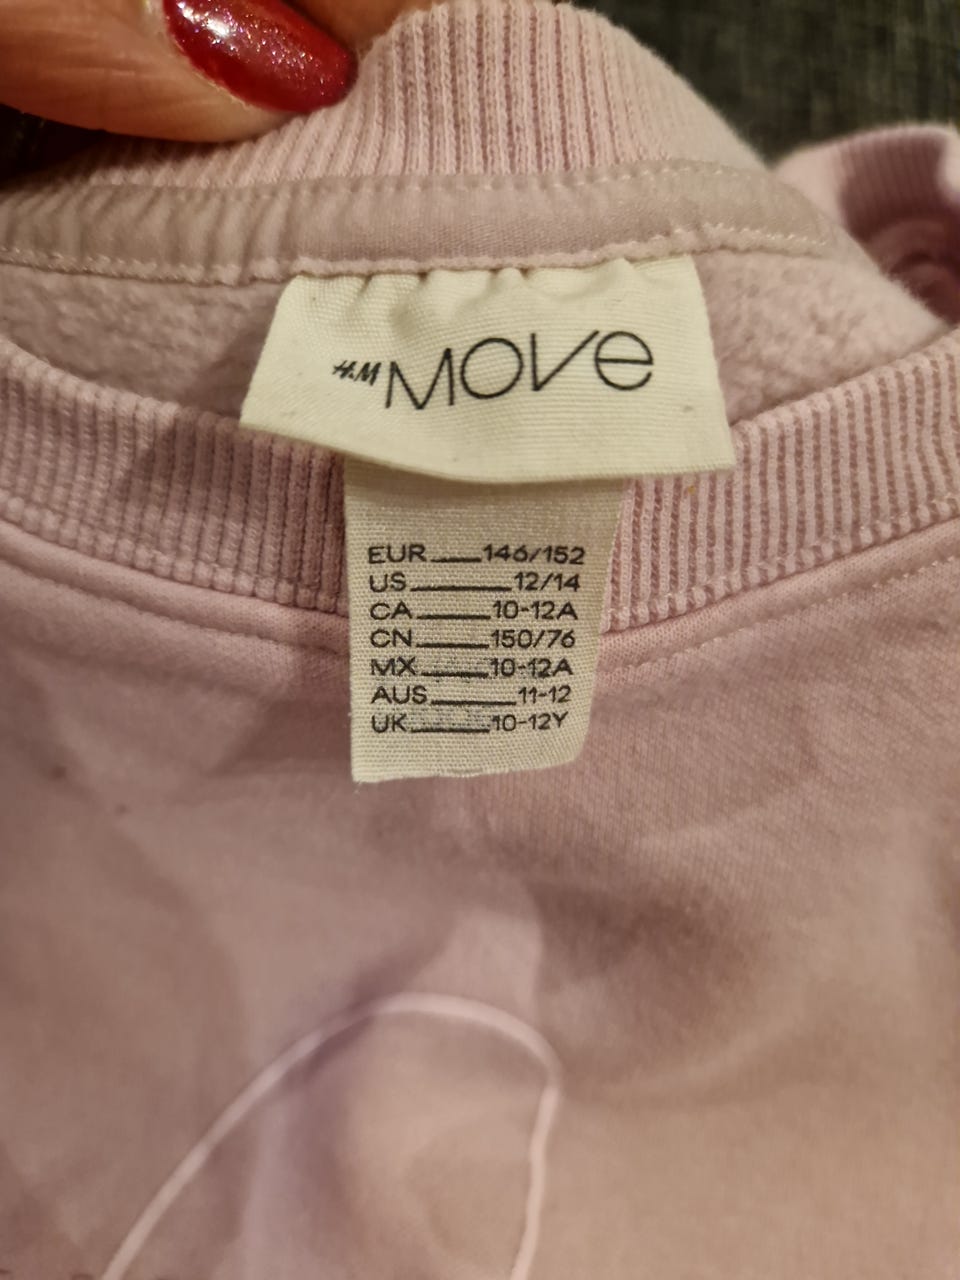 H&M MOVE
EUR 146/152
US 12/14
CA 10-12A
CN 150/76
MX 10-12A
AUS 11-12
UK 10-12Y